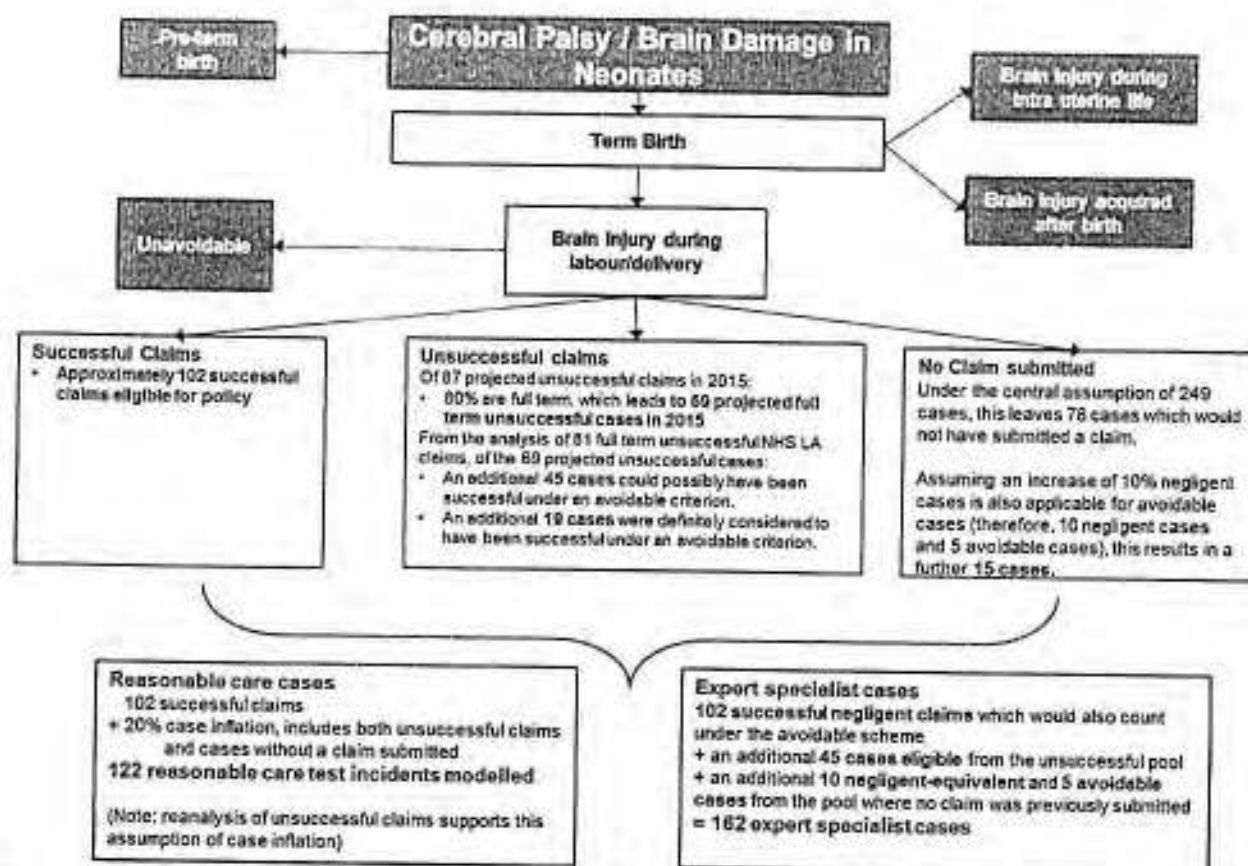 Pre-term
birth
Cerebral Palsy / Brain Damage in
Neonates
Brain Injury during
Intra uterine life
Term Birth
Brain Injury acquired
after birth
Unavoidable
Brain Injury during
labour/delivery
Successful Claims
• Approximately 102 successful
claims eligible for policy
Unsuccessful claims
Of 87 projected unsuccessful claims in 2015:
• 80% are full term, which leads to 69 projected full
term unsuccessful cases in 2015
From the analysis of 81 full term unsuccessful NHS LA
claims, of the 69 projected unsuccessful cases:
• An additional 45 cases could possibly have been
successful under an avoidable criterion.
• An additional 19 cases were definitely considered to
have been successful under an avoidable criterion.
No Claim submitted
Under the central assumption of 249
cases, this leaves 78 cases which would
not have submitted a claim.
Assuming an increase of 10% negligent
cases is also applicable for avoidable
cases (therefore, 10 negligent cases
and 5 avoidable cases), this results in a
further 15 cases.
Reasonable care cases
102 successful claims
+ 20% case inflation, includes both unsuccessful claims
and cases without a claim submitted
122 reasonable care test incidents modelled
(Note: reanalysis of unsuccessful claims supports this
assumption of case inflation)
Expert specialist cases
102 successful negligent claims which would also count
under the avoidable scheme
+ an additional 45 cases eligible from the unsuccessful pool
+ an additional 10 negligent-equivalent and 5 avoidable
cases from the pool where no claim was previously submitted
= 162 expert specialist cases